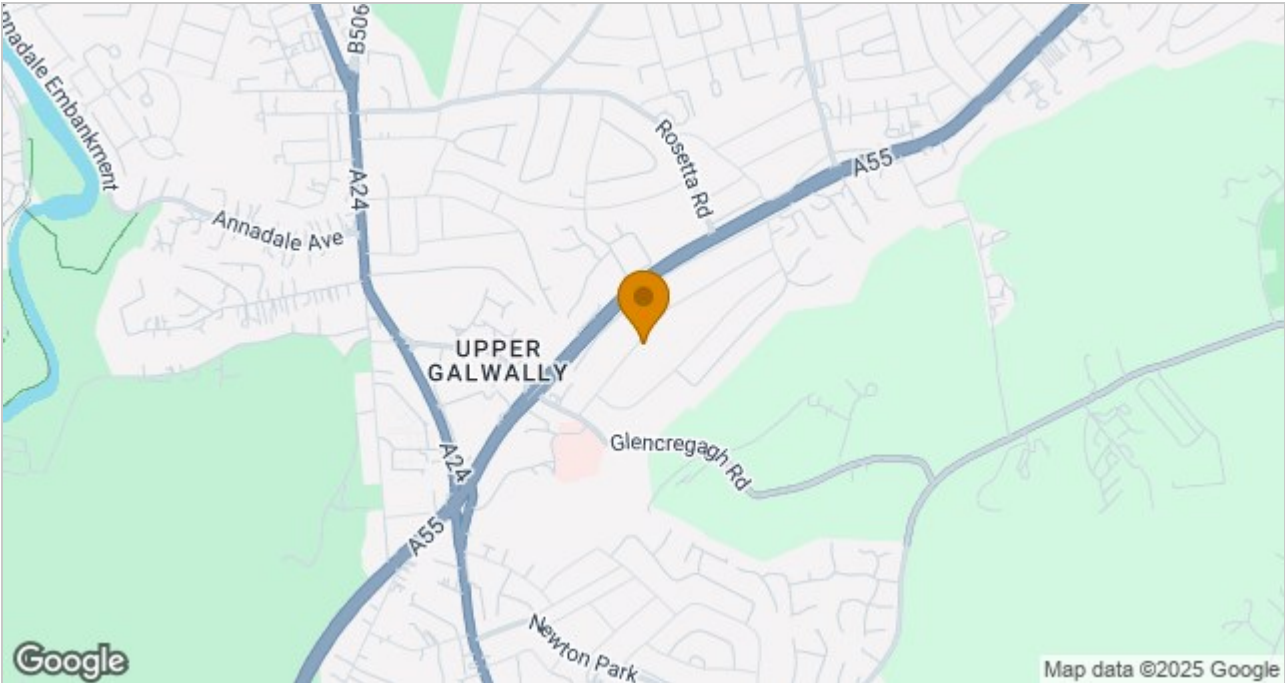 Annadale Embankment
B506
A24
Annadale Ave
Rosetta Rd
A55
UPPER
GALWALLY
A24
Glencregagh Rd
A55
Newton Park
Google
Map data ©2025 Google